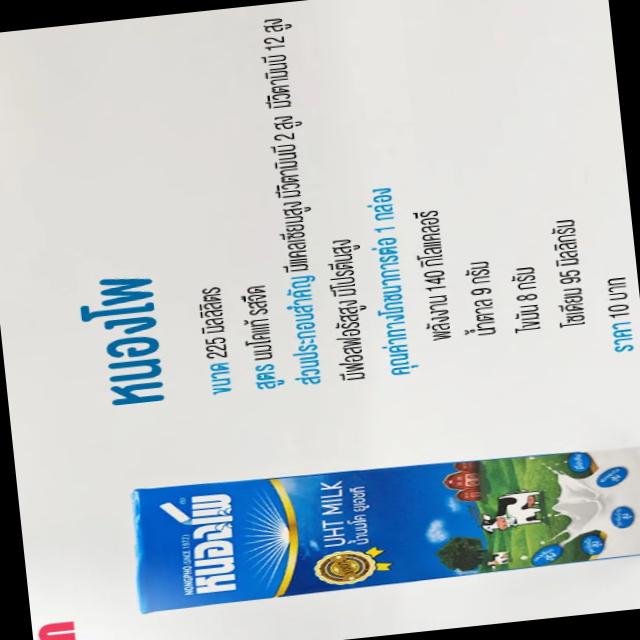 หนองโพ
ขนาด 225 มิลลิลิตร
สูตร นมโคแท้ รสจืด
ส่วนประกอบสำคัญ มีแคลเซียมสูง มีวิตามินบี 2 สูง มีวิตามินบี 12 สูง
มีฟอสฟอรัสสูง มีโปรตีนสูง
คุณค่าทางโภชนาการต่อ 1 กล่อง
พลังงาน 140 กิโลแคลอรี
น้ำตาล 9 กรัม
ไขมัน 8 กรัม
โซเดียม 95 มิลลิกรัม
ราคา 10 บาท
NONGPHO SINCE 1972
หนองโพ
UHT MILK
น้ำนมโค ยูเอชที